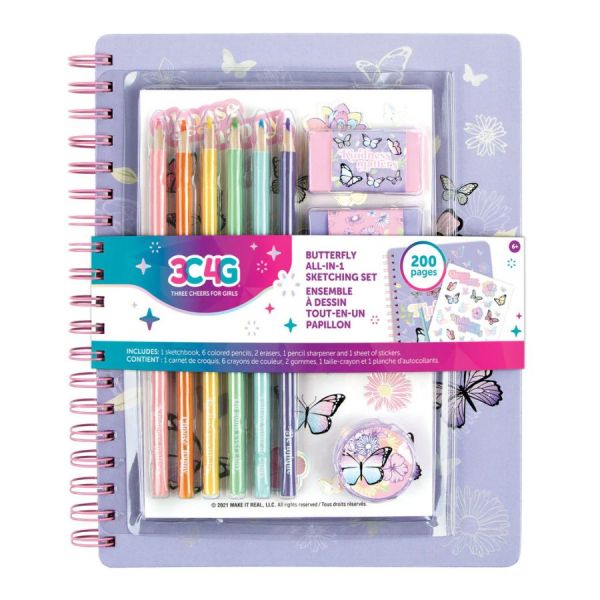 Kindness
matters
3C4G
THREE CHEERS FOR GIRLS
BUTTERFLY
ALL-IN-1
SKETCHING SET
ENSEMBLE
À DESSIN
TOUT-EN-UN
PAPILLON
200
pages
6+
INCLUDES: 1 sketchbook, 6 colored pencils, 2 erasers, 1 pencil sharpener and 1 sheet of stickers.
CONTIENT : 1 carnet de croquis, 6 crayons de couleur, 2 gommes, 1 taille-crayon et 1 planche d'autocollants.
© 2021 MAKE IT REAL, LLC. All rights reserved / Tous droits réservés.